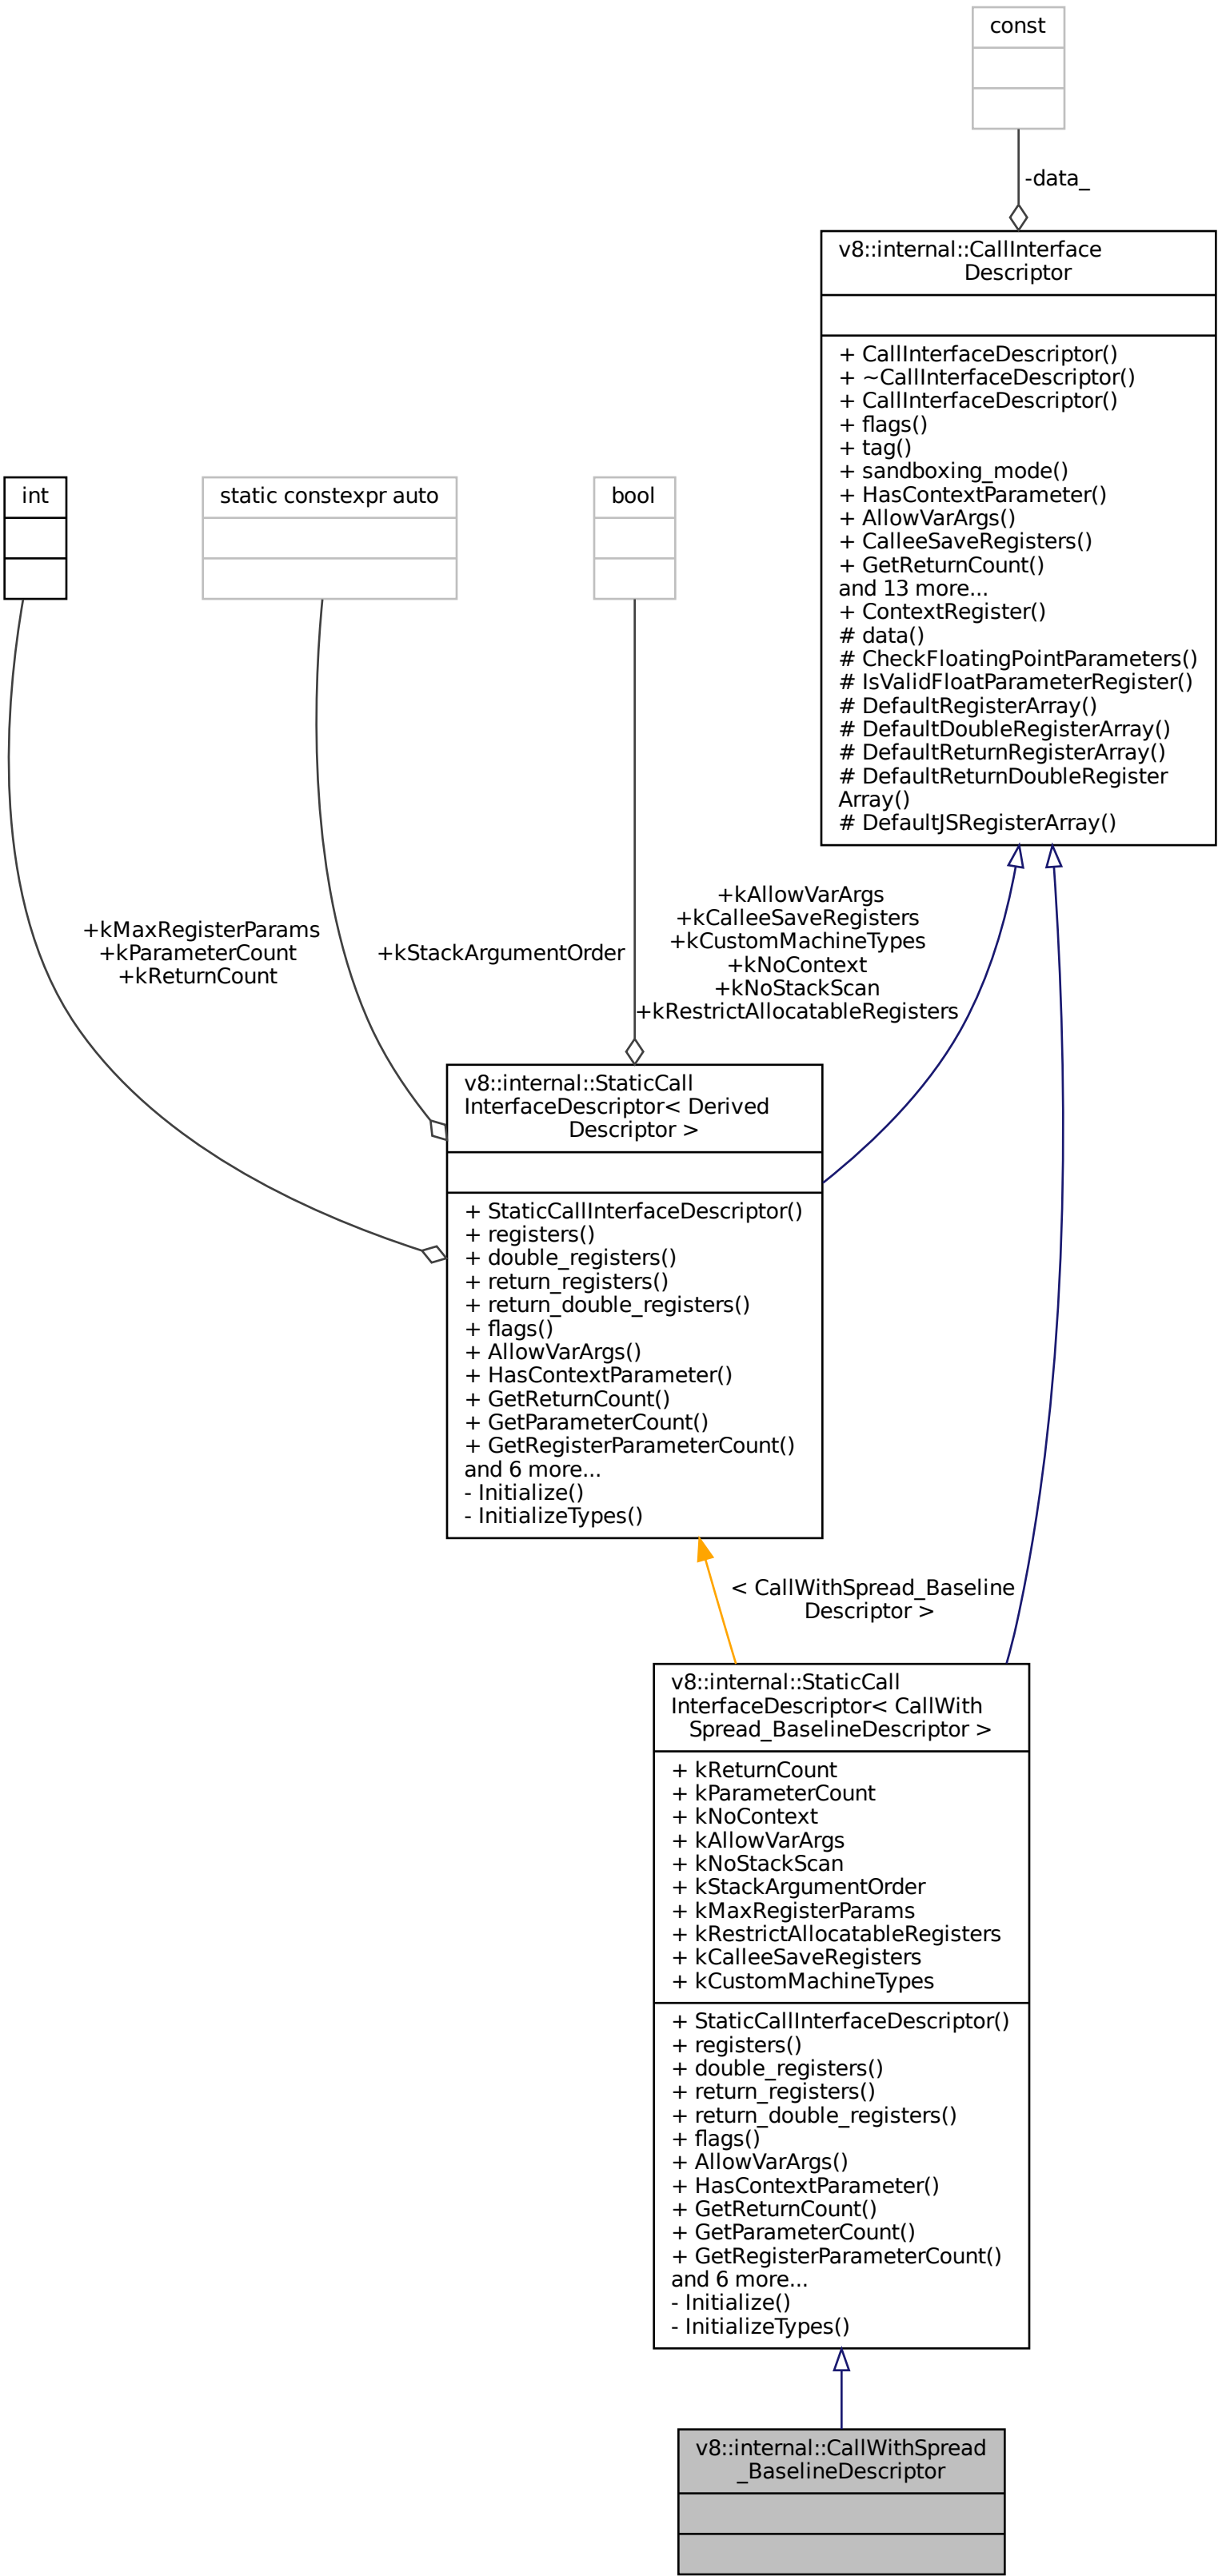 const
-data_
v8::internal::CallInterface
Descriptor
+ CallInterfaceDescriptor()
+ ~CallInterfaceDescriptor()
+ CallInterfaceDescriptor()
+ flags()
+ tag()
+ sandboxing_mode()
+ HasContextParameter()
+ AllowVarArgs()
+ CalleeSaveRegisters()
+ GetReturnCount()
and 13 more...
+ ContextRegister()
# data()
# CheckFloatingPointParameters()
# IsValidFloatParameterRegister()
# DefaultRegisterArray()
# DefaultDoubleRegisterArray()
# DefaultReturnRegisterArray()
# DefaultReturnDoubleRegister
Array()
# DefaultJSRegisterArray()
int
static constexpr auto
bool
+kMaxRegisterParams
+kParameterCount
+kReturnCount
+kStackArgumentOrder
+kAllowVarArgs
+kCalleeSaveRegisters
+kCustomMachineTypes
+kNoContext
+kNoStackScan
+kRestrictAllocatableRegisters
v8::internal::StaticCall
InterfaceDescriptor< Derived
Descriptor >
+ StaticCallInterfaceDescriptor()
+ registers()
+ double_registers()
+ return_registers()
+ return_double_registers()
+ flags()
+ AllowVarArgs()
+ HasContextParameter()
+ GetReturnCount()
+ GetParameterCount()
+ GetRegisterParameterCount()
and 6 more...
- Initialize()
- InitializeTypes()
< CallWithSpread_Baseline
Descriptor >
v8::internal::StaticCall
InterfaceDescriptor< CallWith
Spread_BaselineDescriptor >
+ kReturnCount
+ kParameterCount
+ kNoContext
+ kAllowVarArgs
+ kNoStackScan
+ kStackArgumentOrder
+ kMaxRegisterParams
+ kRestrictAllocatableRegisters
+ kCalleeSaveRegisters
+ kCustomMachineTypes
+ StaticCallInterfaceDescriptor()
+ registers()
+ double_registers()
+ return_registers()
+ return_double_registers()
+ flags()
+ AllowVarArgs()
+ HasContextParameter()
+ GetReturnCount()
+ GetParameterCount()
+ GetRegisterParameterCount()
and 6 more...
- Initialize()
- InitializeTypes()
v8::internal::CallWithSpread
_BaselineDescriptor